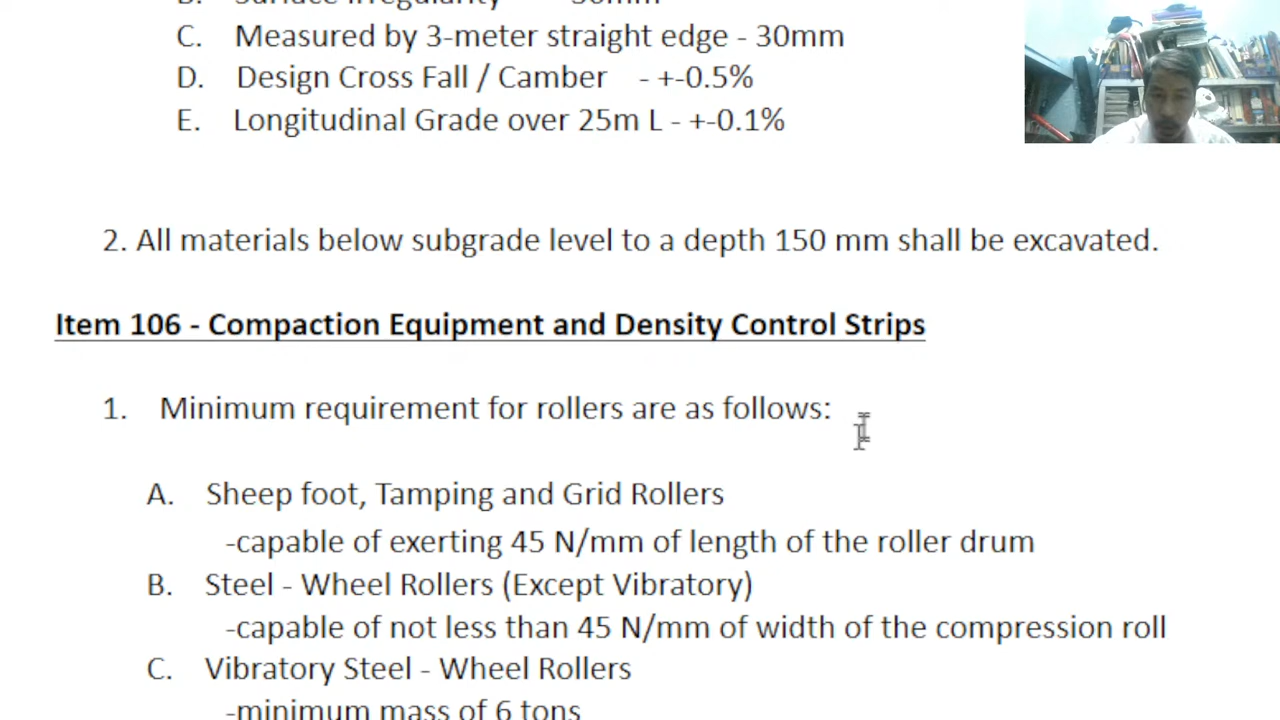 B. Surface Irregularity - 30mm
C. Measured by 3-meter straight edge - 30mm
D. Design Cross Fall / Camber - +-0.5%
E. Longitudinal Grade over 25m L - +-0.1%
2. All materials below subgrade level to a depth 150 mm shall be excavated.
Item 106 - Compaction Equipment and Density Control Strips
1. Minimum requirement for rollers are as follows:
A. Sheep foot, Tamping and Grid Rollers
-capable of exerting 45 N/mm of length of the roller drum
B. Steel - Wheel Rollers (Except Vibratory)
-capable of not less than 45 N/mm of width of the compression roll
C. Vibratory Steel - Wheel Rollers
-minimum mass of 6 tons